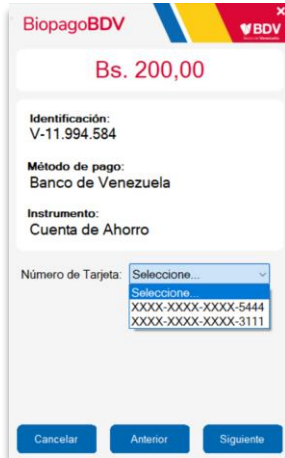 BiopagoBDV
BDV
Bs. 200,00
Identificación:
V-11.994.584
Método de pago:
Banco de Venezuela
Instrumento:
Cuenta de Ahorro
Número de Tarjeta: Seleccione...
Seleccione...
XXXX-XXXX-XXXX-5444
XXXX-XXXX-XXXX-3111
Cancelar Anterior Siguiente